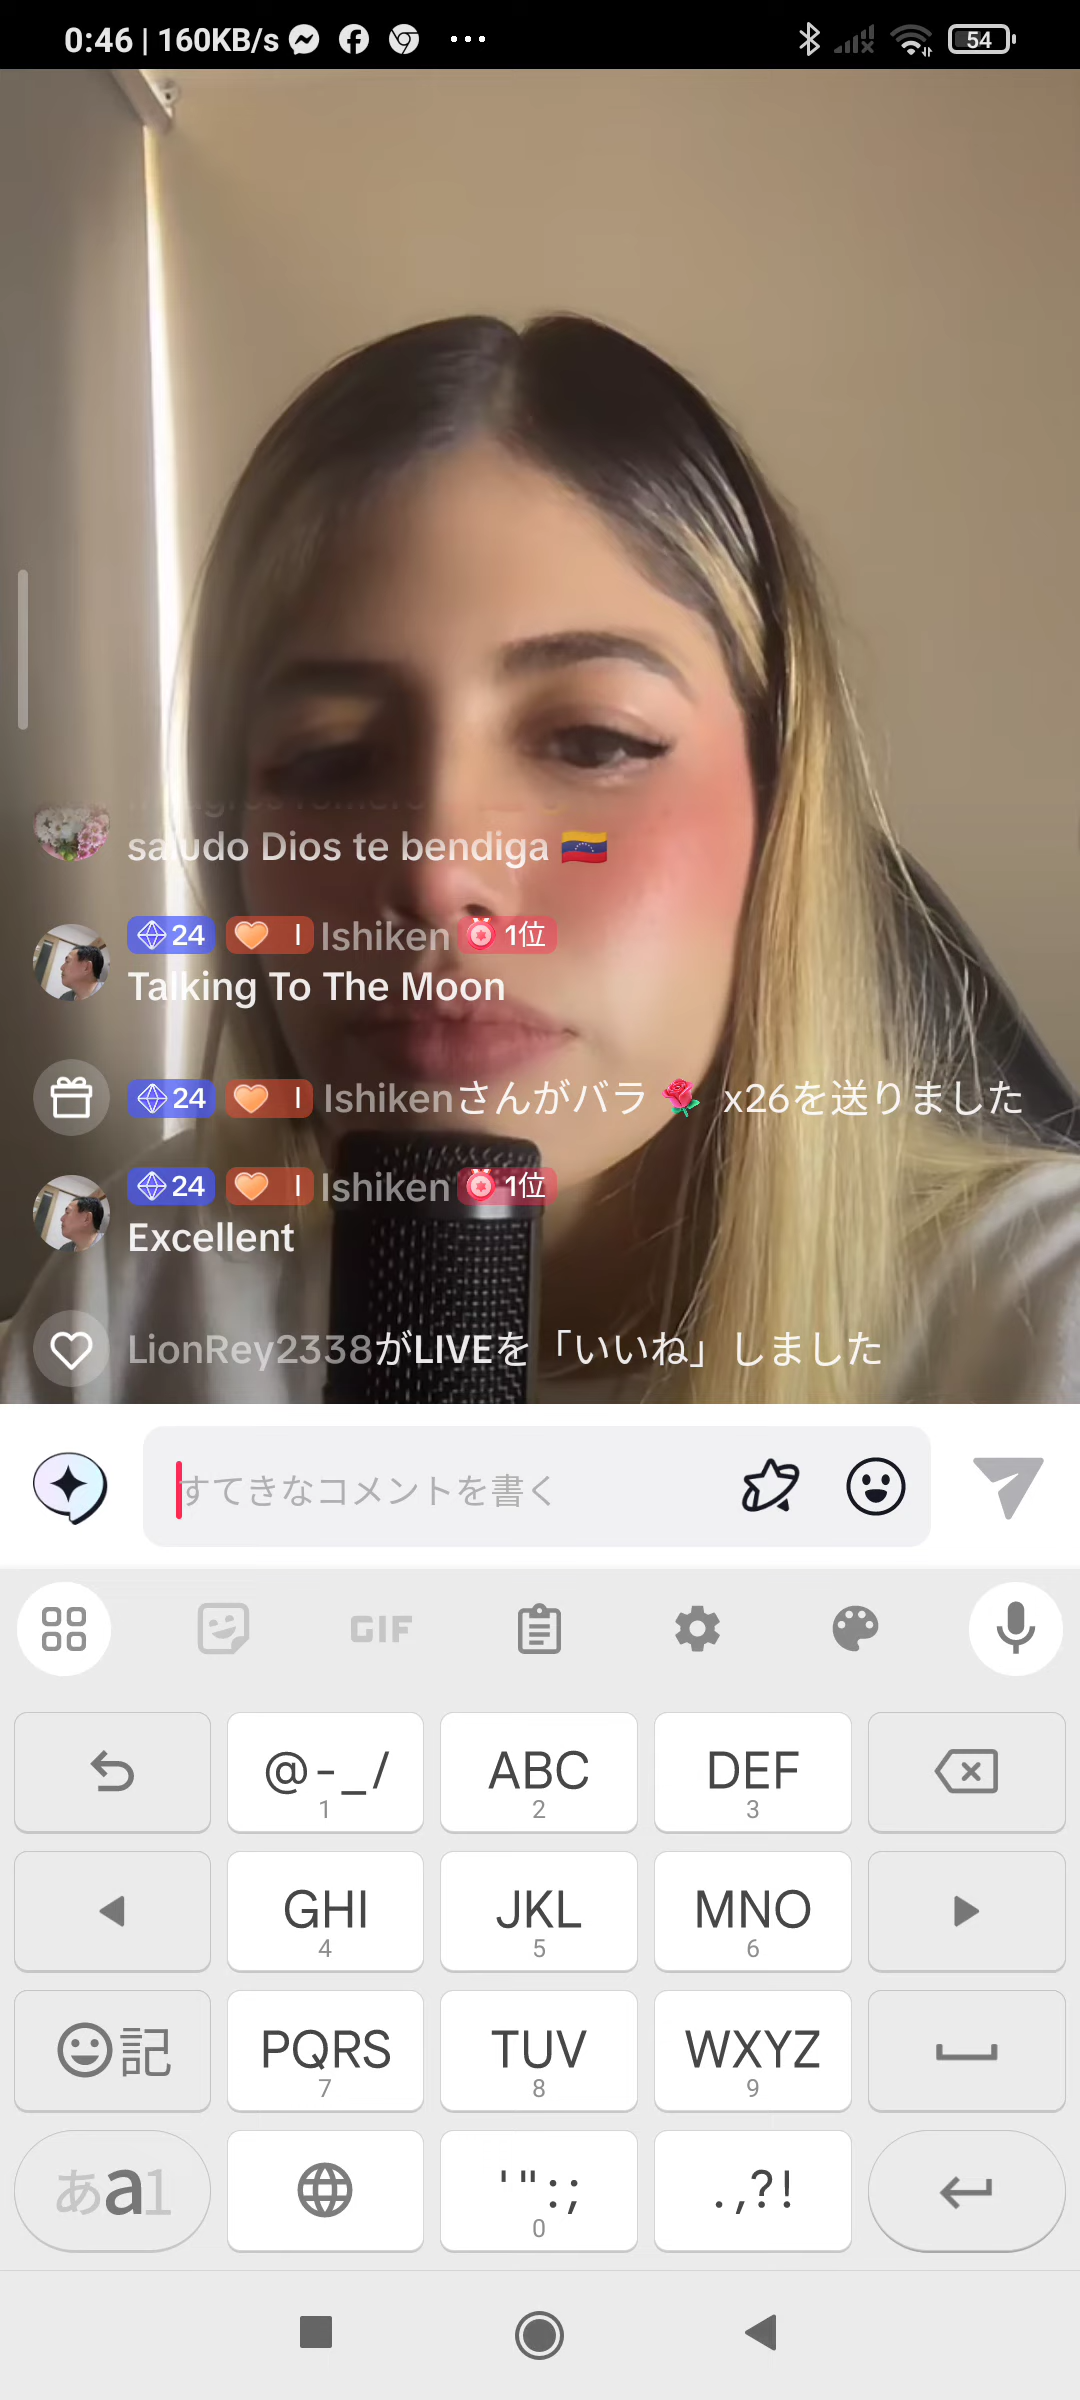 0:46 | 160KB/s
54
saludo Dios te bendiga 🇻🇪
24 I Ishiken 1位
Talking To The Moon
24 I Ishikenさんがバラ 🌹 x26を送りました
24 I Ishiken 1位
Excellent
LionRey2338がLIVEを「いいね」しました
すてきなコメントを書く
GIF
@-_/ ABC DEF
1 2 3
GHI JKL MNO
4 5 6
記 PQRS TUV WXYZ
7 8 9
あa1 '":; .,?!
0